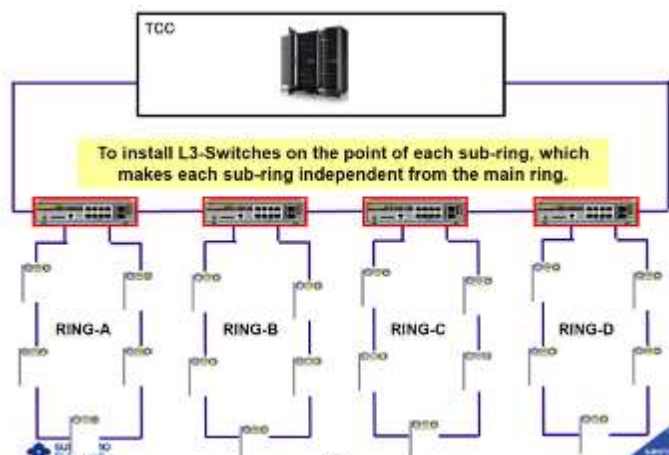 TCC
To install L3-Switches on the point of each sub-ring, which
makes each sub-ring independent from the main ring.
RING-A
RING-B
RING-C
RING-D